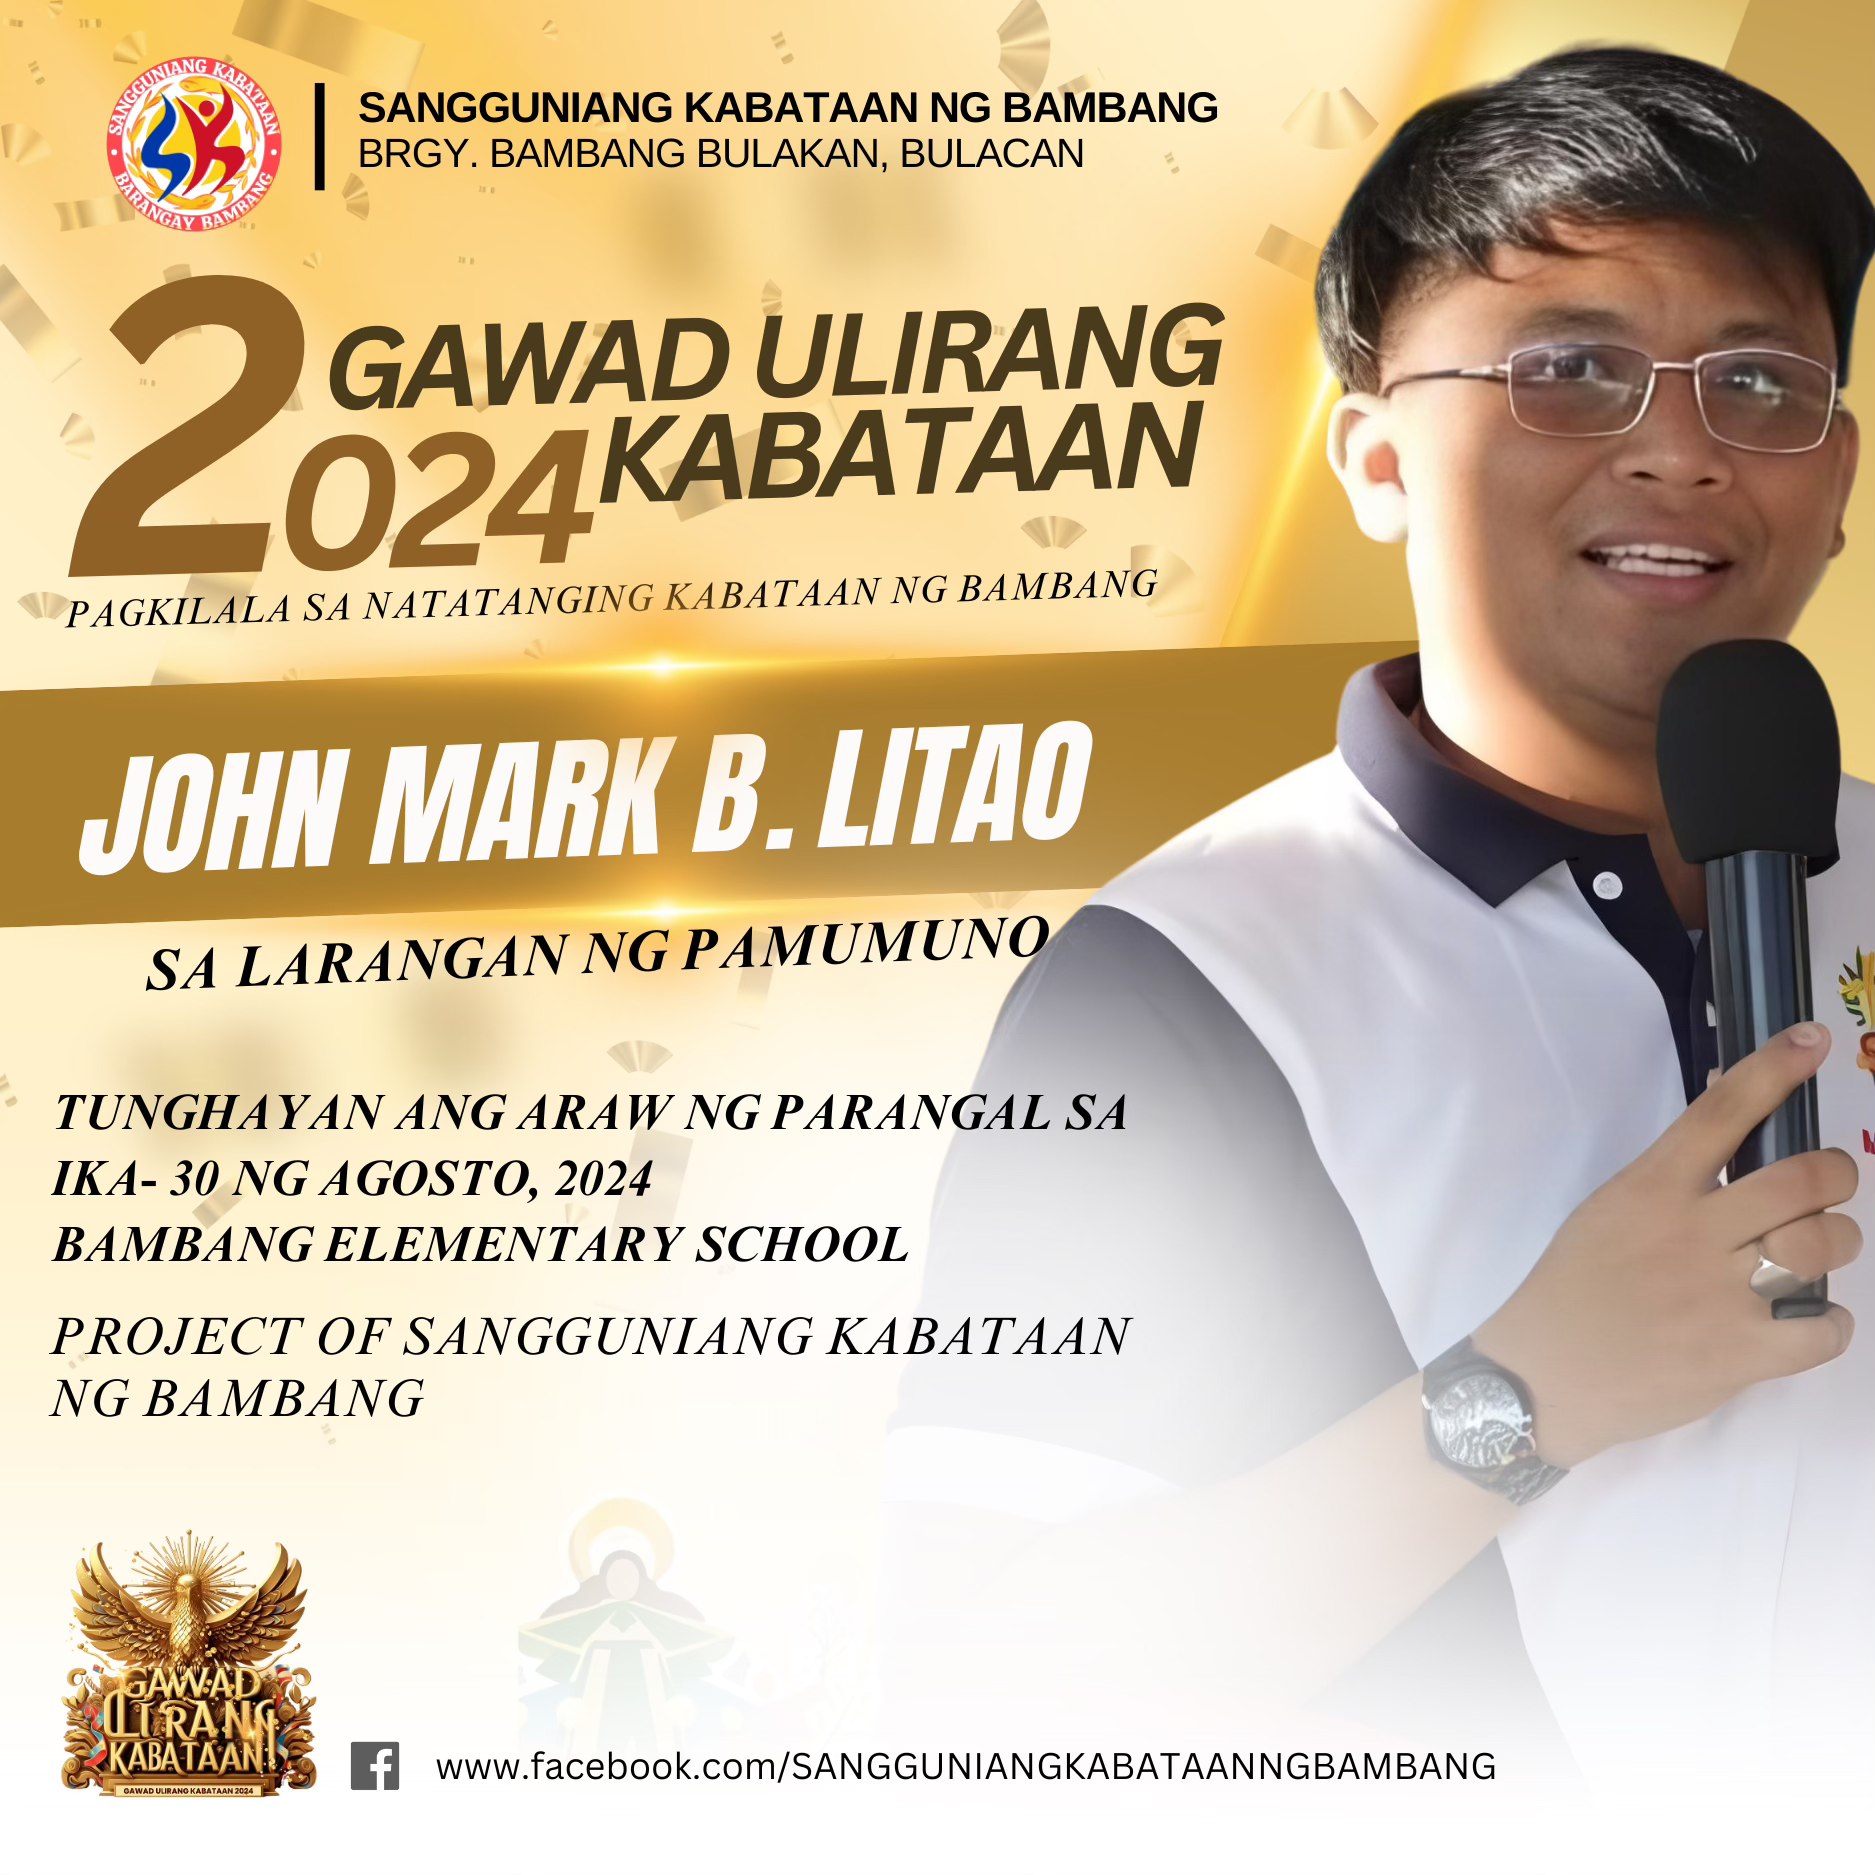 SANGGUNIANG KABATAAN
BARANGAY BAMBANG
SANGGUNIANG KABATAAN NG BAMBANG
BRGY. BAMBANG BULAKAN, BULACAN
2024 GAWAD ULIRANG
KABATAAN
PAGKILALA SA NATATANGING KABATAAN NG BAMBANG
JOHN MARK B. LITAO
SA LARANGAN NG PAMUMUNO
TUNGHAYAN ANG ARAW NG PARANGAL SA
IKA- 30 NG AGOSTO, 2024
BAMBANG ELEMENTARY SCHOOL
PROJECT OF SANGGUNIANG KABATAAN
NG BAMBANG
GAWAD
ULIRANG
KABATAAN
GAWAD ULIRANG KABATAAN 2024
www.facebook.com/SANGGUNIANGKABATAANNGBAMBANG